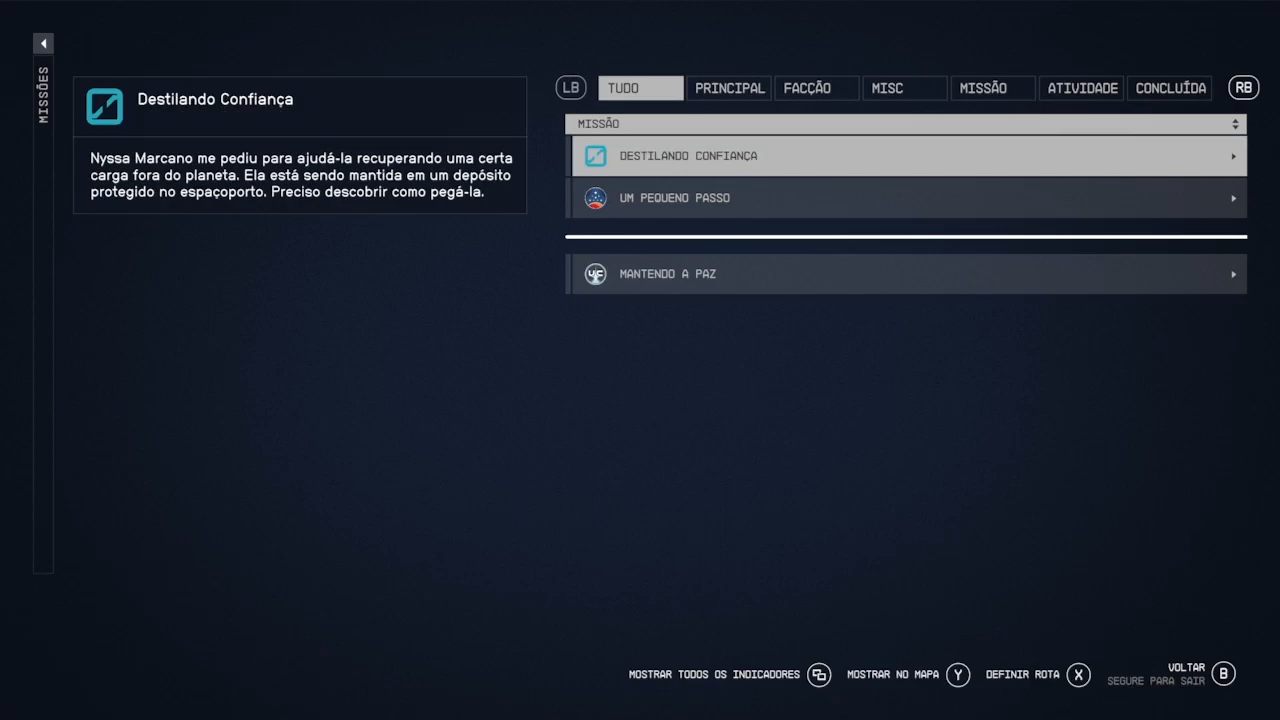 MISSÕES
Destilando Confiança
Nyssa Marcano me pediu para ajudá-la recuperando uma certa
carga fora do planeta. Ela está sendo mantida em um depósito
protegido no espaçoporto. Preciso descobrir como pegá-la.
LB TUDO PRINCIPAL FACÇÃO MISC MISSÃO ATIVIDADE CONCLUÍDA RB
MISSÃO
DESTILANDO CONFIANÇA
UM PEQUENO PASSO
UC MANTENDO A PAZ
MOSTRAR TODOS OS INDICADORES MOSTRAR NO MAPA Y DEFINIR ROTA X VOLTAR B
SEGURE PARA SAIR